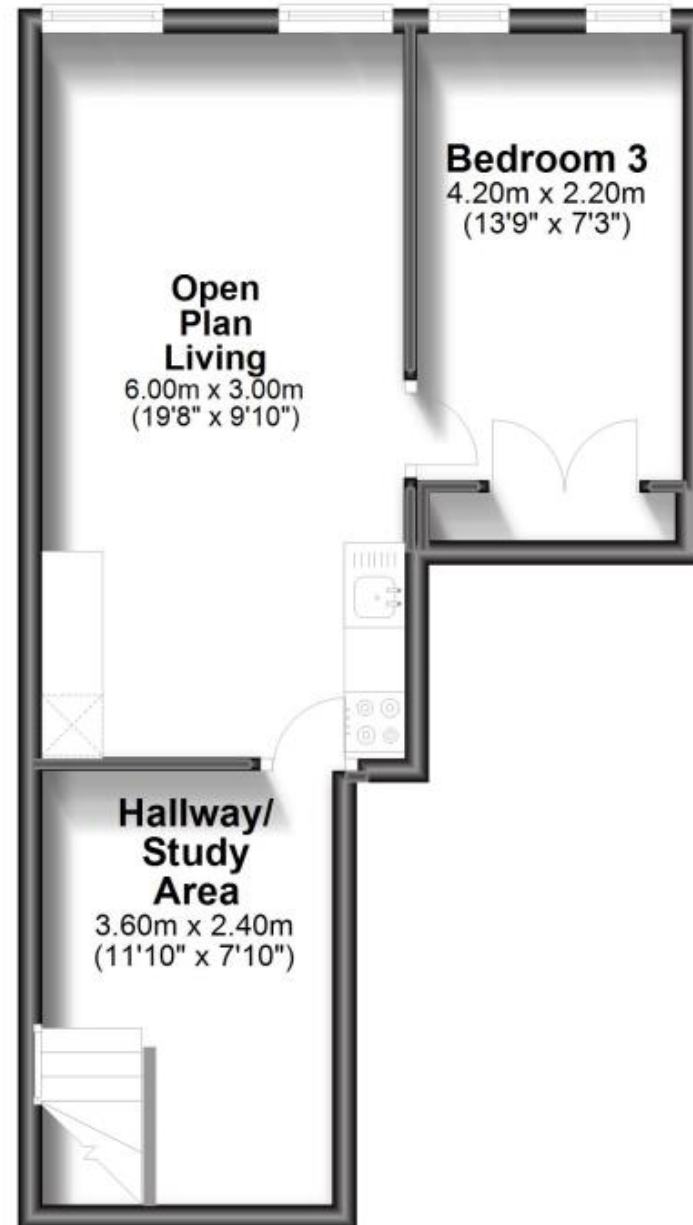 Bedroom 3
4.20m x 2.20m
(13'9" x 7'3")
Open
Plan
Living
6.00m x 3.00m
(19'8" x 9'10")
Hallway/
Study
Area
3.60m x 2.40m
(11'10" x 7'10")